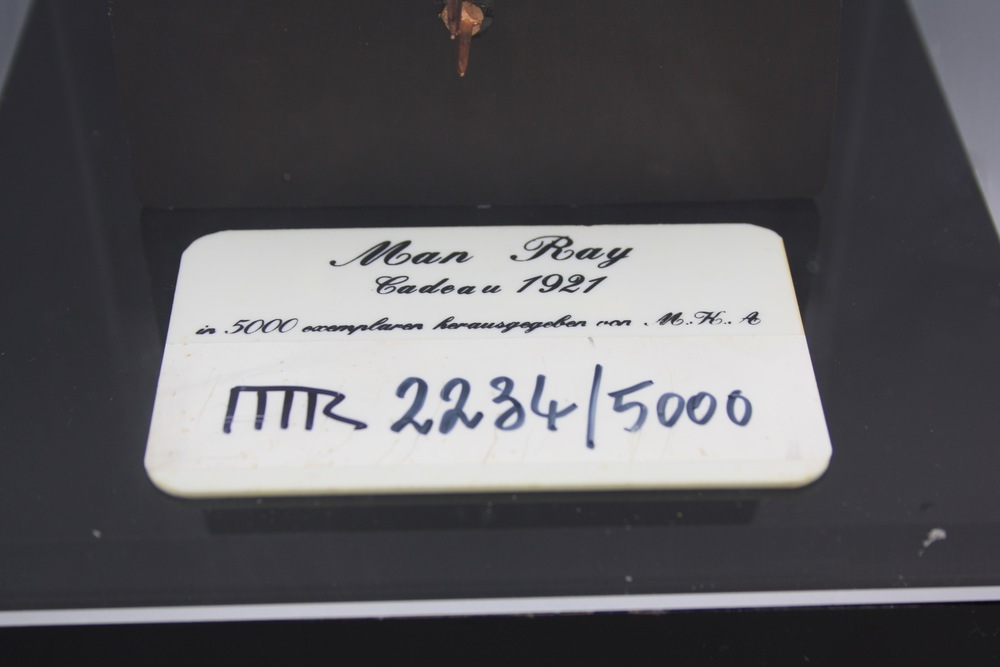 Man Ray
Cadeau 1921
in 5000 exemplaren herausgegeben von M.H.A
MR 2234/5000